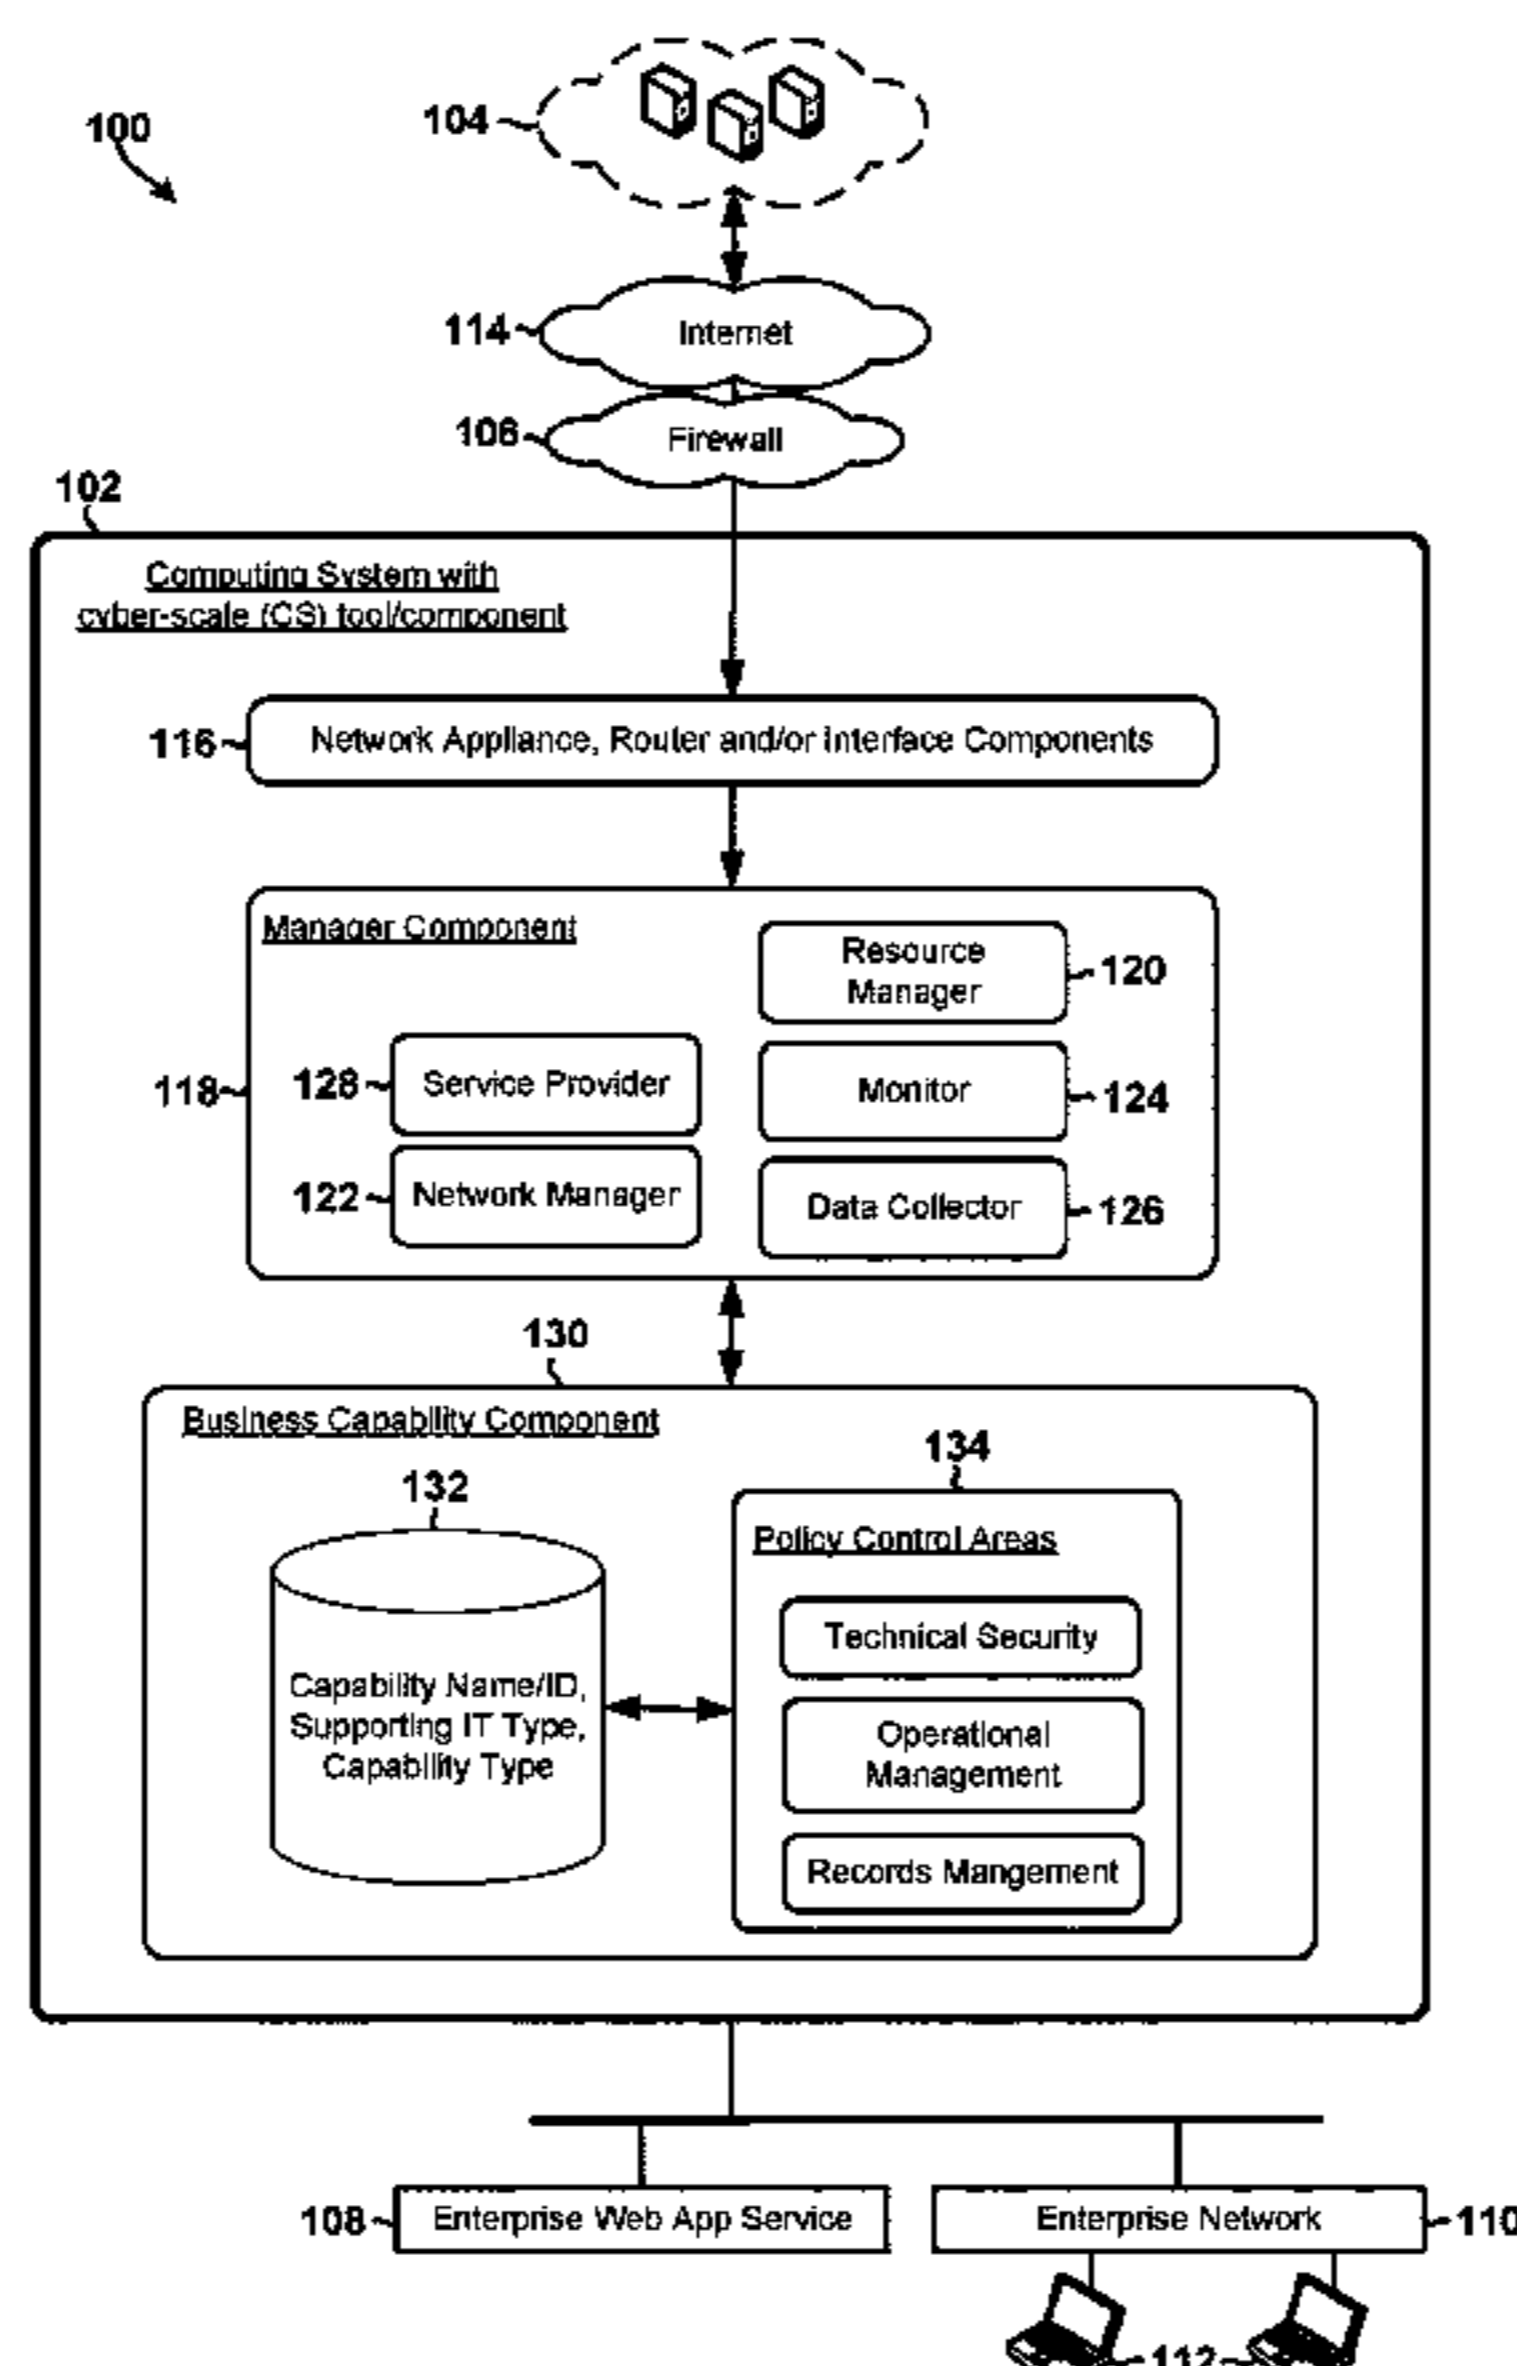 100
104
114
Internet
106
Firewall
102
Computing System with
cyber-scale (CS) tool/component
116
Network Appliance, Router and/or Interface Components
Manager Component
Resource
Manager
120
118
128
Service Provider
Monitor
124
122
Network Manager
Data Collector
126
130
Business Capability Component
134
132
Policy Control Areas
Technical Security
Capability Name/ID,
Supporting IT Type,
Capability Type
Operational
Management
Records Mangement
108
Enterprise Web App Service
Enterprise Network
110
112